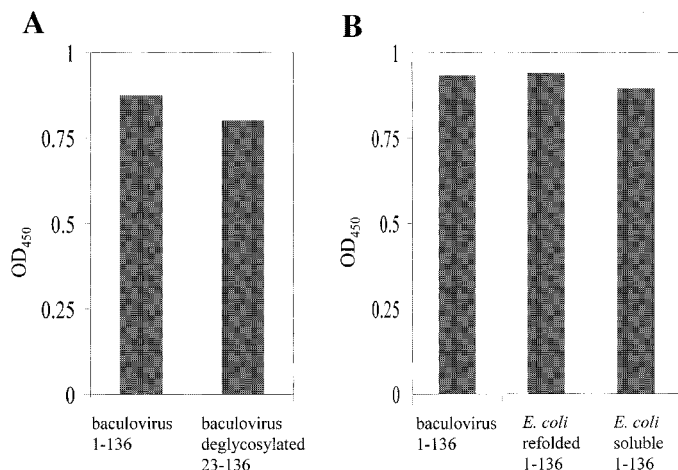 A
1
0.75
0.5
0.25
0
OD450
baculovirus
1-136
baculovirus
deglycosylated
23-136
B
1
0.75
0.5
0.25
0
OD450
baculovirus
1-136
E. coli
refolded
1-136
E. coli
soluble
1-136